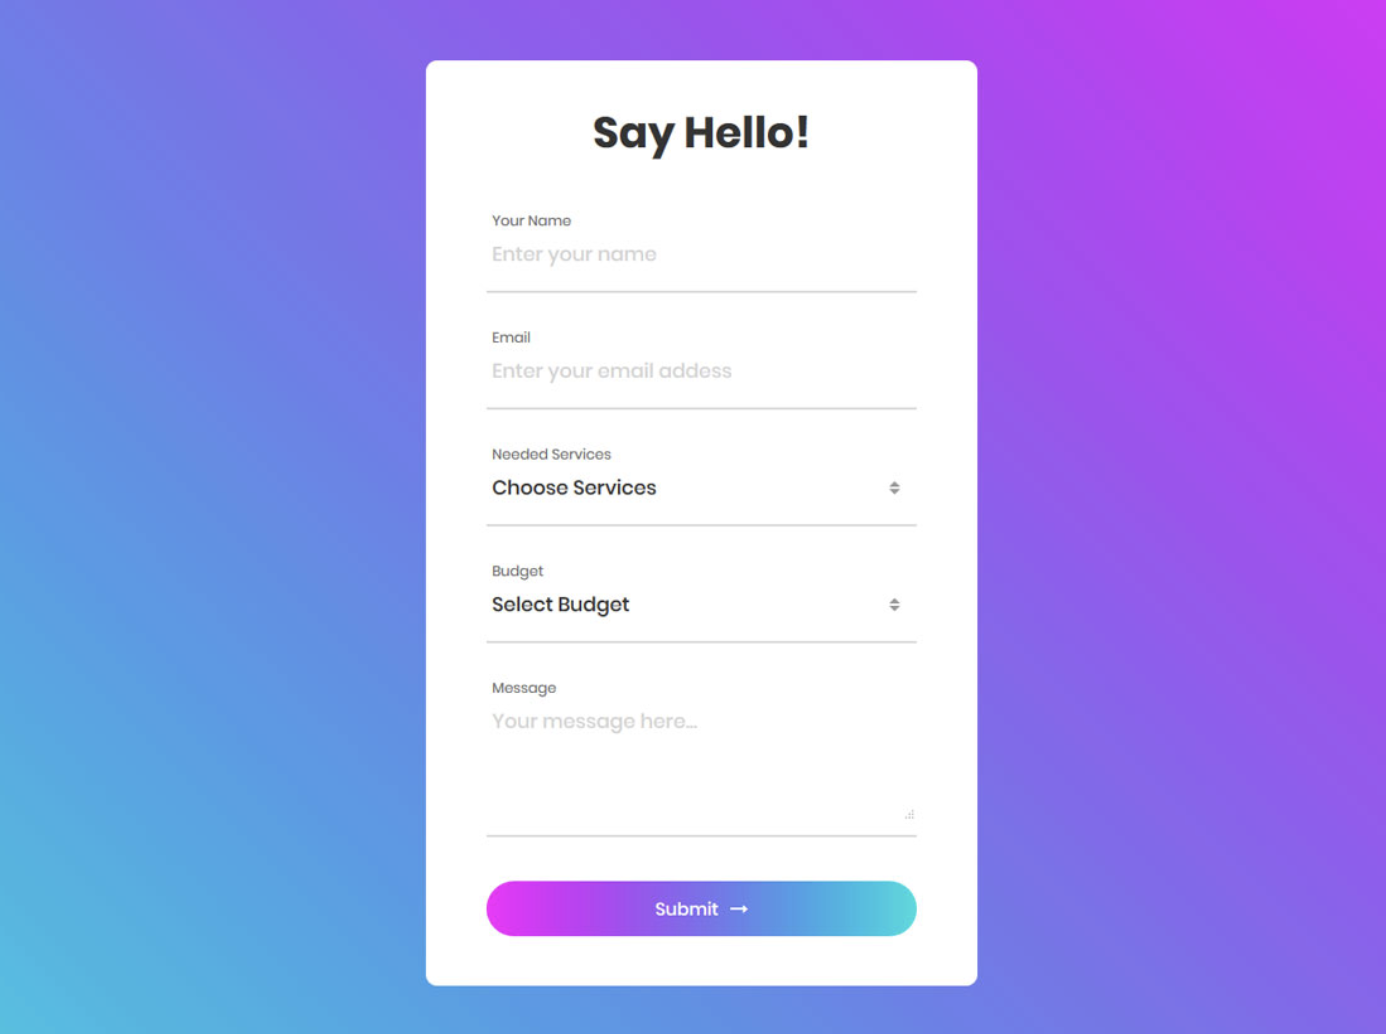 Say Hello!
Your Name
Enter your name
Email
Enter your email addess
Needed Services
Choose Services
Budget
Select Budget
Message
Your message here...
Submit →